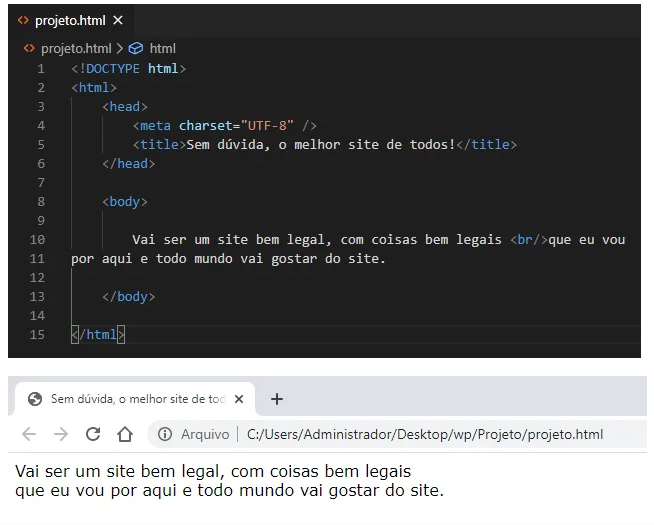 projeto.html
projeto.html > html
1 <!DOCTYPE html>
2 <html>
3 <head>
4 <meta charset="UTF-8" />
5 <title>Sem dúvida, o melhor site de todos!</title>
6 </head>
7
8 <body>
9
10 Vai ser um site bem legal, com coisas bem legais <br/>que eu vou
11 por aqui e todo mundo vai gostar do site.
12
13 </body>
14
15 </html>
Sem dúvida, o melhor site de tod
Arquivo | C:/Users/Administrador/Desktop/wp/Projeto/projeto.html
Vai ser um site bem legal, com coisas bem legais
que eu vou por aqui e todo mundo vai gostar do site.